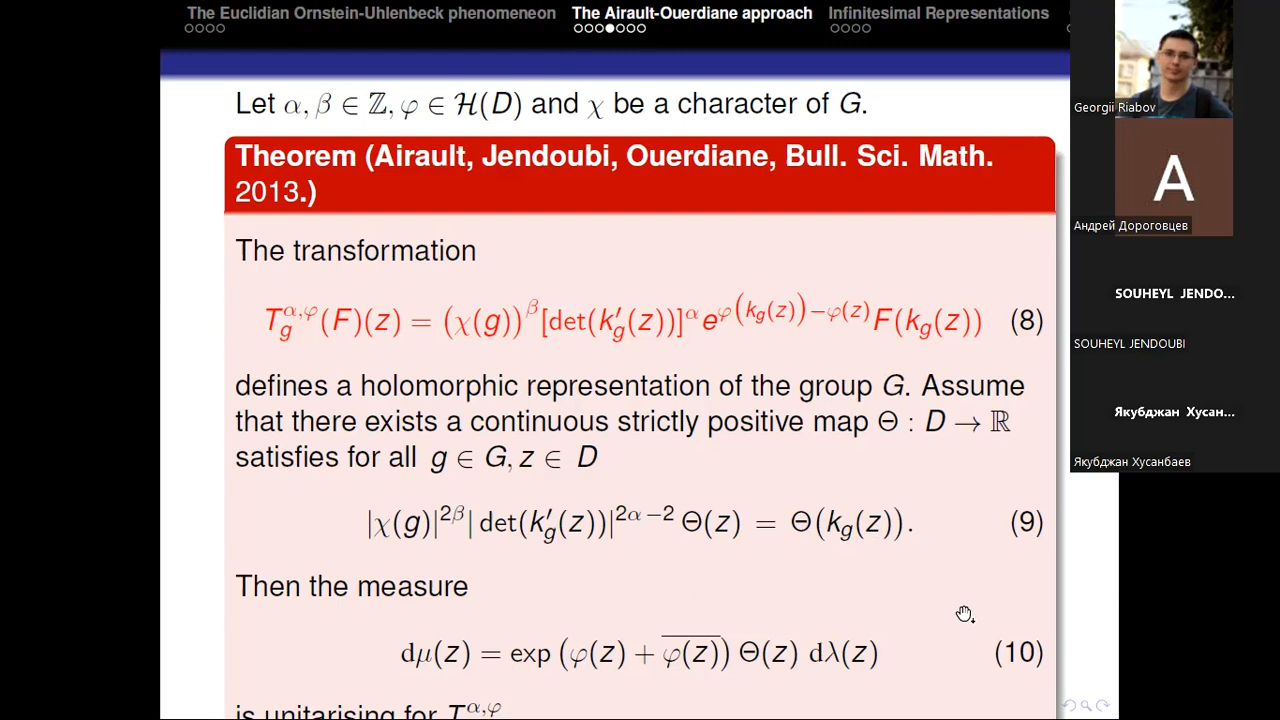 The Euclidian Ornstein-Uhlenbeck phenomeneon The Airault-Ouerdiane approach Infinitesimal Representations
Let α, β ∈ ℤ, φ ∈ ℋ(D) and χ be a character of G.
Theorem (Airault, Jendoubi, Ouerdiane, Bull. Sci. Math.
2013.)
The transformation
T_g^{α,φ}(F)(z) = (χ(g))^β [det(k′_g(z))]^α e^{φ(k_g(z))−φ(z)} F(k_g(z)) (8)
defines a holomorphic representation of the group G. Assume
that there exists a continuous strictly positive map Θ : D → ℝ
satisfies for all g ∈ G, z ∈ D
|χ(g)|^{2β} | det(k′_g(z))|^{2α−2} Θ(z) = Θ(k_g(z)). (9)
Then the measure
dμ(z) = exp (φ(z) + \overline{φ(z)}) Θ(z) dλ(z) (10)
is unitarising for T_g^{α,φ}
Georgii Riabov
A
Андрей Дороговцев
SOUHEYL JENDO...
SOUHEYL JENDOUBI
Якубджан Хусан...
Якубджан Хусанбаев